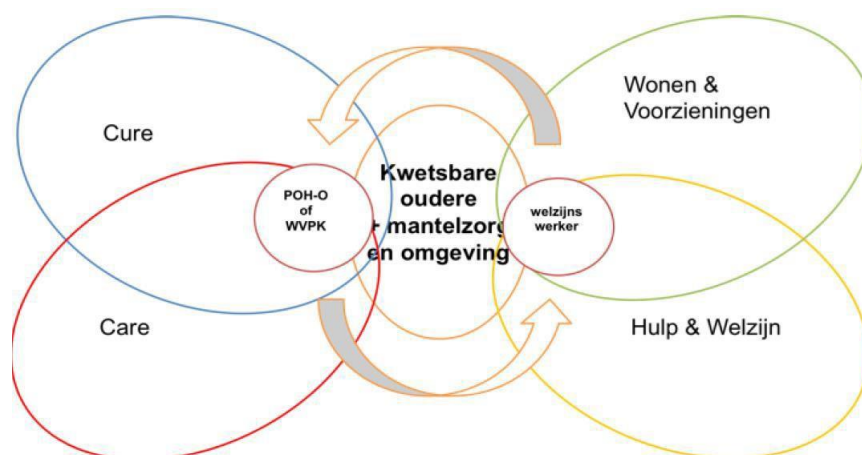 Cure
Wonen &
Voorzieningen
Kwetsbare
oudere
+ mantelzorg
en omgeving
POH-O
of
WVPK
welzijns
werker
Care
Hulp & Welzijn